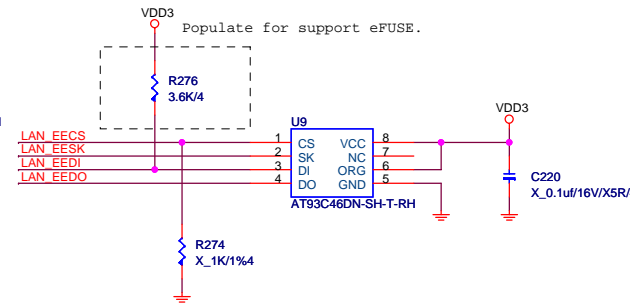 VDD3
Populate for support eFUSE.
R276
3.6K/4
VDD3
U9
LAN_EECS
1
CS
VCC
8
LAN_EESK
2
SK
NC
7
LAN_EEDI
3
DI
ORG
6
LAN_EEDO
4
DO
GND
5
AT93C46DN-SH-T-RH
C220
X_0.1uf/16V/X5R/
R274
X_1K/1%4